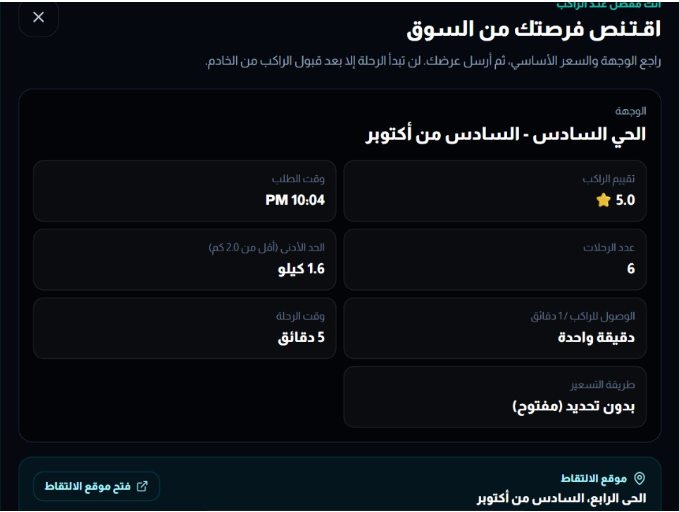 انك مفضل عند الراكب
اقتنص فرصتك من السوق
راجع الوجهة والسعر الأساسي، ثم أرسل عرضك. لن تبدأ الرحلة إلا بعد قبول الراكب من الخادم.
الوجهة
الحي السادس - السادس من أكتوبر
تقييم الراكب
5.0
وقت الطلب
10:04 PM
عدد الرحلات
6
الحد الأدنى (أقل من 2.0 كم)
1.6 كيلو
الوصول للراكب / 1 دقائق
دقيقة واحدة
وقت الرحلة
5 دقائق
طريقة التسعير
بدون تحديد (مفتوح)
موقع الالتقاط
الحي الرابع، السادس من أكتوبر
فتح موقع الالتقاط